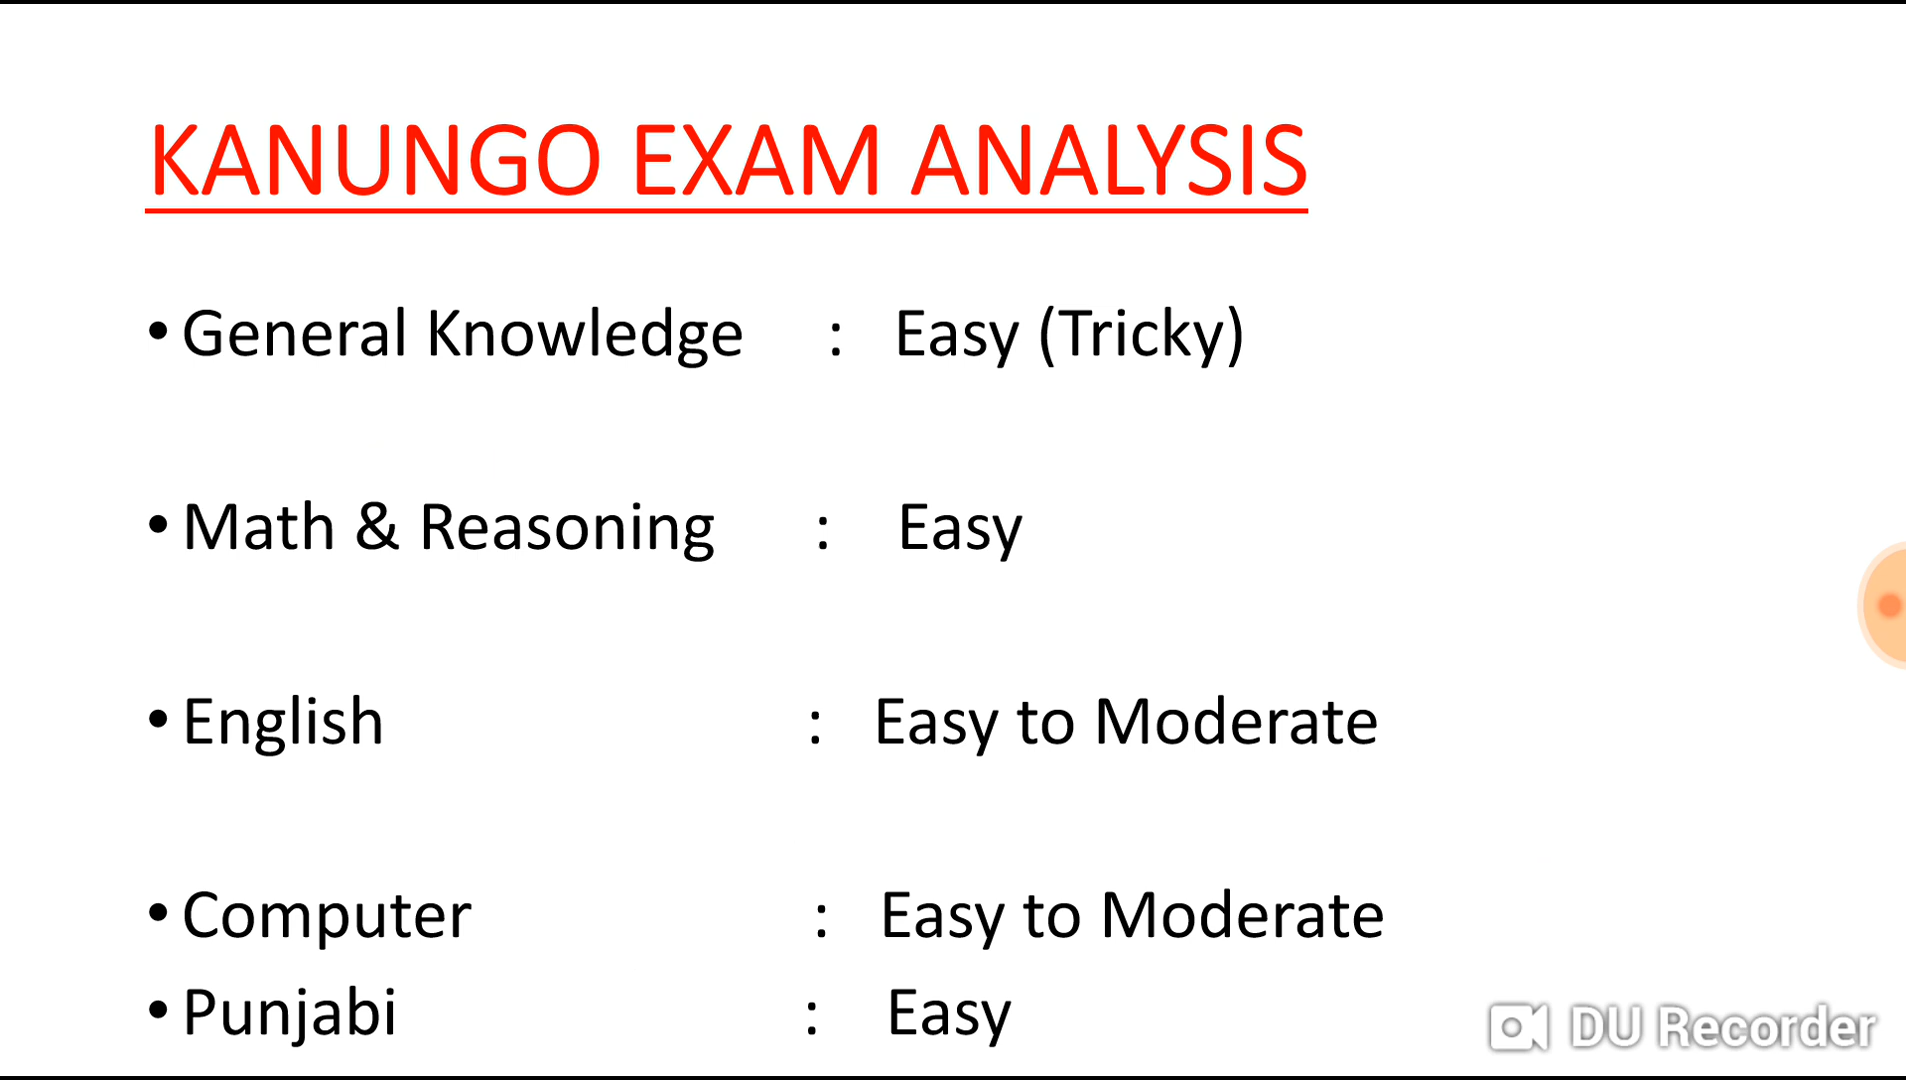 KANUNGO EXAM ANALYSIS
• General Knowledge : Easy (Tricky)
• Math & Reasoning : Easy
• English : Easy to Moderate
• Computer : Easy to Moderate
• Punjabi : Easy
DU Recorder